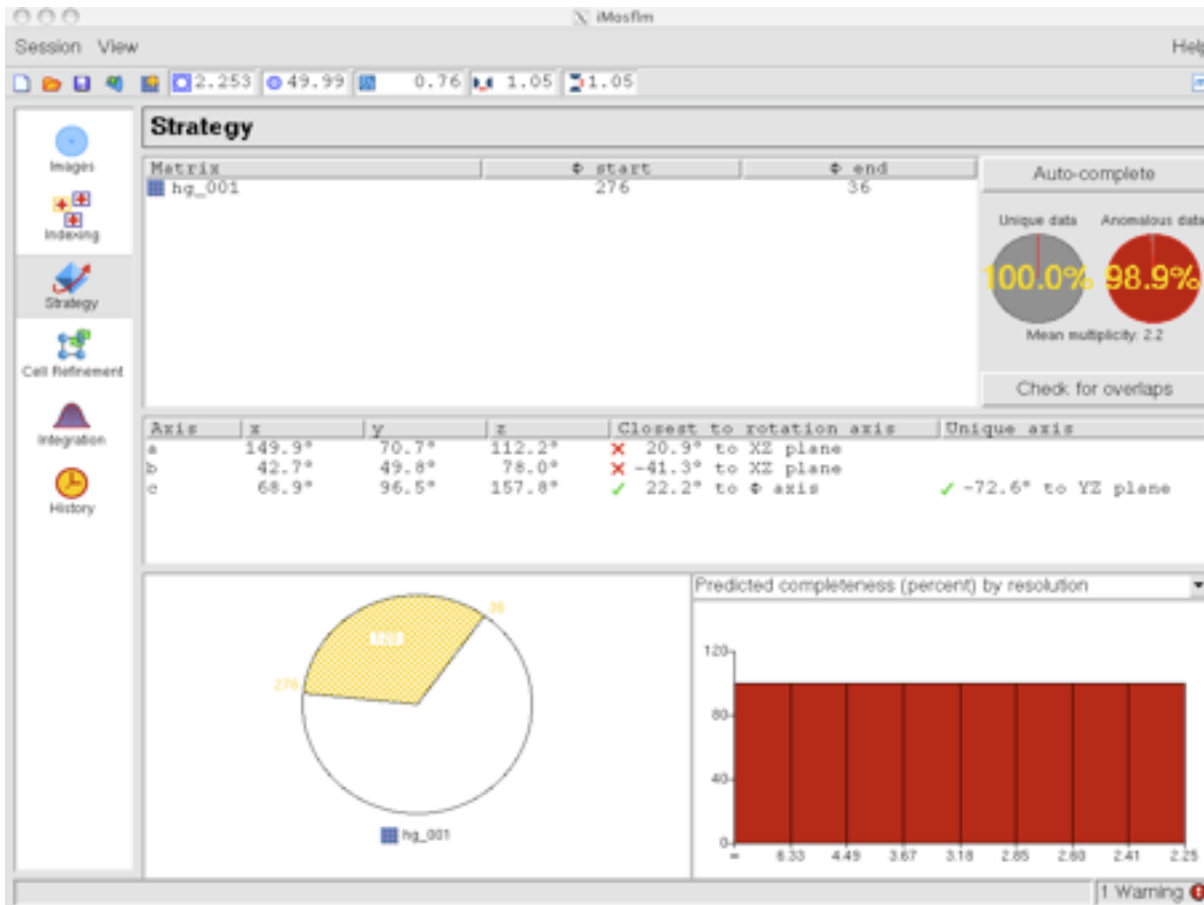 iMosflm
Session View Help
2.253 49.99 0.76 1.05 1.05
Images
Indexing
Strategy
Cell Refinement
Integration
History
Strategy
Matrix Φ start Φ end
hg_001 276 36
Auto-complete
Unique data Anomalous data
100.0% 98.9%
Mean multiplicity: 2.2
Check for overlaps
Axis x y z Closest to rotation axis Unique axis
a 149.9° 70.7° 112.2° 20.9° to XZ plane
b 42.7° 49.8° 78.0° -41.3° to XZ plane
c 68.9° 96.5° 157.8° 22.2° to Φ axis -72.6° to YZ plane
36
276
hg_001
Predicted completeness (percent) by resolution
120
80
40
0
∞ 6.33 4.49 3.67 3.18 2.85 2.60 2.41 2.25
1 Warning